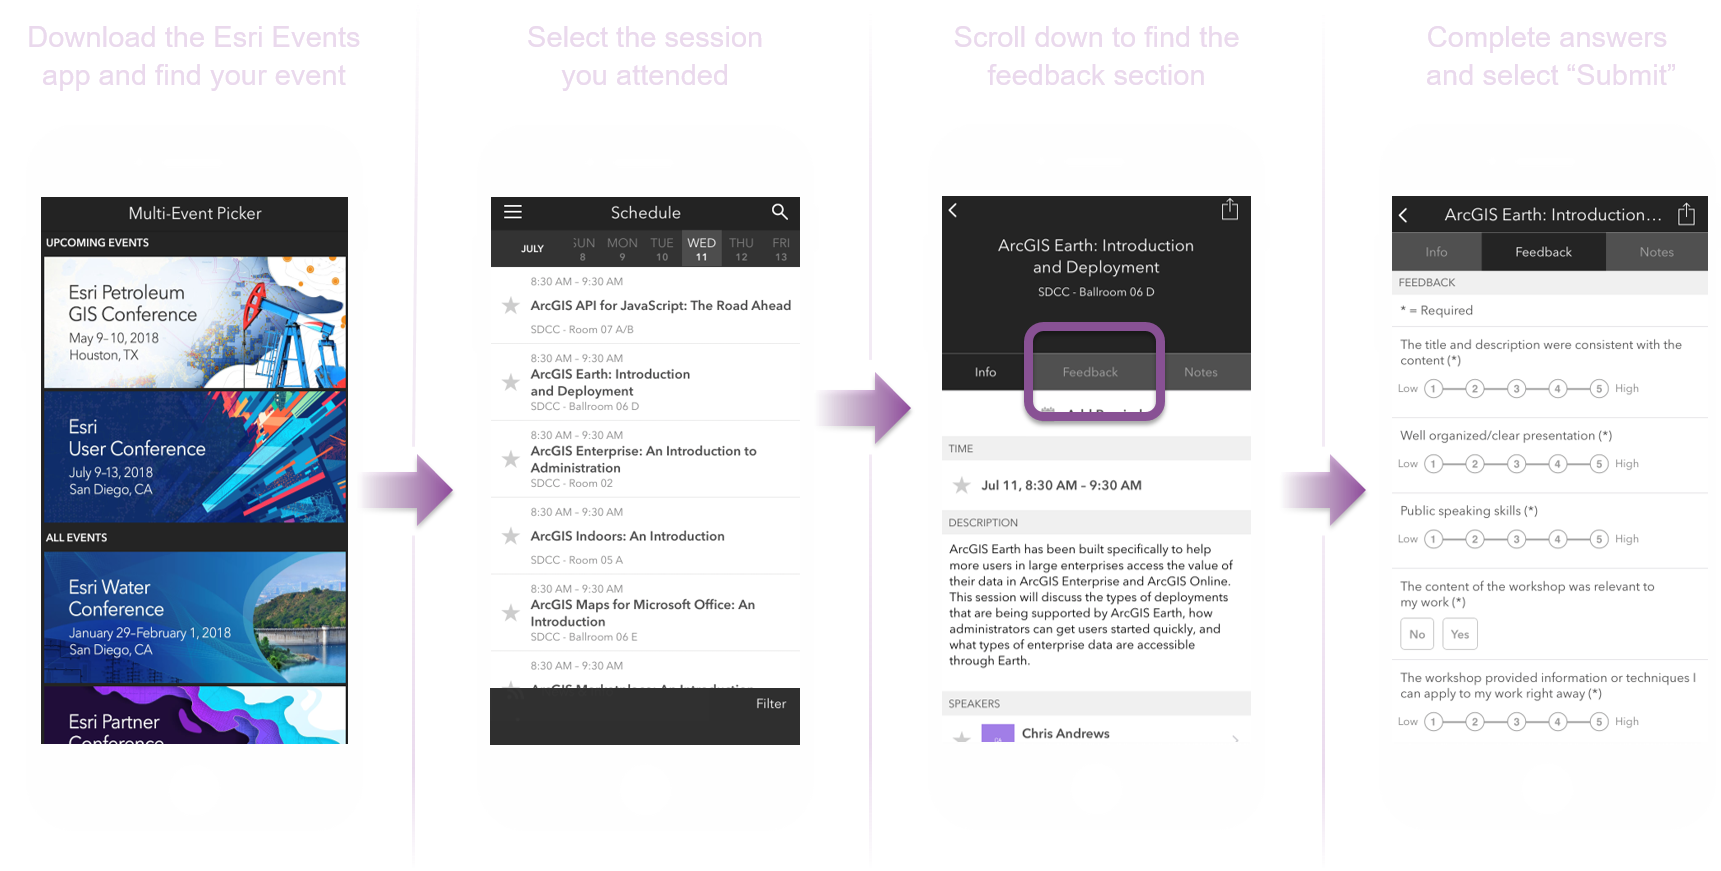 Download the Esri Events
app and find your event
Multi-Event Picker
UPCOMING EVENTS
Esri Petroleum
GIS Conference
May 9–10, 2018
Houston, TX
Esri
User Conference
July 9–13, 2018
San Diego, CA
ALL EVENTS
Esri Water
Conference
January 29–February 1, 2018
San Diego, CA
Esri Partner
Conference
Select the session
you attended
Schedule
JULY
SUN MON TUE WED THU FRI
8 9 10 11 12 13
8:30 AM – 9:30 AM
ArcGIS API for JavaScript: The Road Ahead
SDCC - Room 07 A/B
8:30 AM – 9:30 AM
ArcGIS Earth: Introduction
and Deployment
SDCC - Ballroom 06 D
8:30 AM – 9:30 AM
ArcGIS Enterprise: An Introduction to
Administration
SDCC - Room 02
8:30 AM – 9:30 AM
ArcGIS Indoors: An Introduction
SDCC - Room 05 A
8:30 AM – 9:30 AM
ArcGIS Maps for Microsoft Office: An
Introduction
SDCC - Ballroom 06 E
8:30 AM – 9:30 AM
ArcGIS Marketplace: An Introduction
Filter
Scroll down to find the
feedback section
ArcGIS Earth: Introduction
and Deployment
SDCC - Ballroom 06 D
Info Feedback Notes
Add
TIME
Jul 11, 8:30 AM – 9:30 AM
DESCRIPTION
ArcGIS Earth has been built specifically to help
more users in large enterprises access the value of
their data in ArcGIS Enterprise and ArcGIS Online.
This session will discuss the types of deployments
that are being supported by ArcGIS Earth, how
administrators can get users started quickly, and
what types of enterprise data are accessible
through Earth.
SPEAKERS
Chris Andrews
Complete answers
and select “Submit”
ArcGIS Earth: Introduction...
Info Feedback Notes
FEEDBACK
* = Required
The title and description were consistent with the
content (*)
Low 1 2 3 4 5 High
Well organized/clear presentation (*)
Low 1 2 3 4 5 High
Public speaking skills (*)
Low 1 2 3 4 5 High
The content of the workshop was relevant to
my work (*)
No Yes
The workshop provided information or techniques I
can apply to my work right away (*)
Low 1 2 3 4 5 High